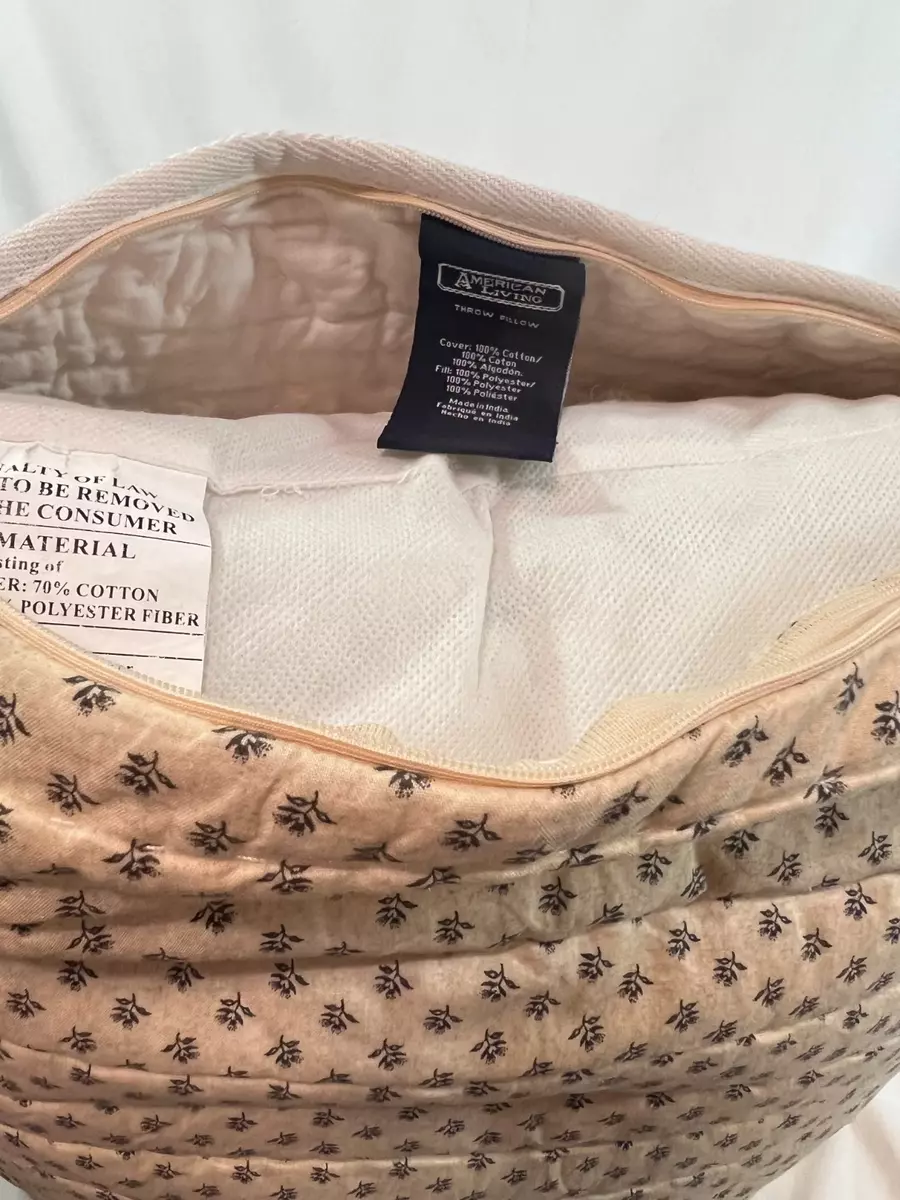 AMERICAN
LIVING
THROW PILLOW
Cover: 100% Cotton/
100% Coton
100% Algodón.
Fill: 100% Polyester/
100% Polyester
100% Poliéster
Made in India
Fabriqué en India
Hecho en India
ALTY OF LAW
TO BE REMOVED
HE CONSUMER
MATERIAL
sting of
ER: 70% COTTON
% POLYESTER FIBER